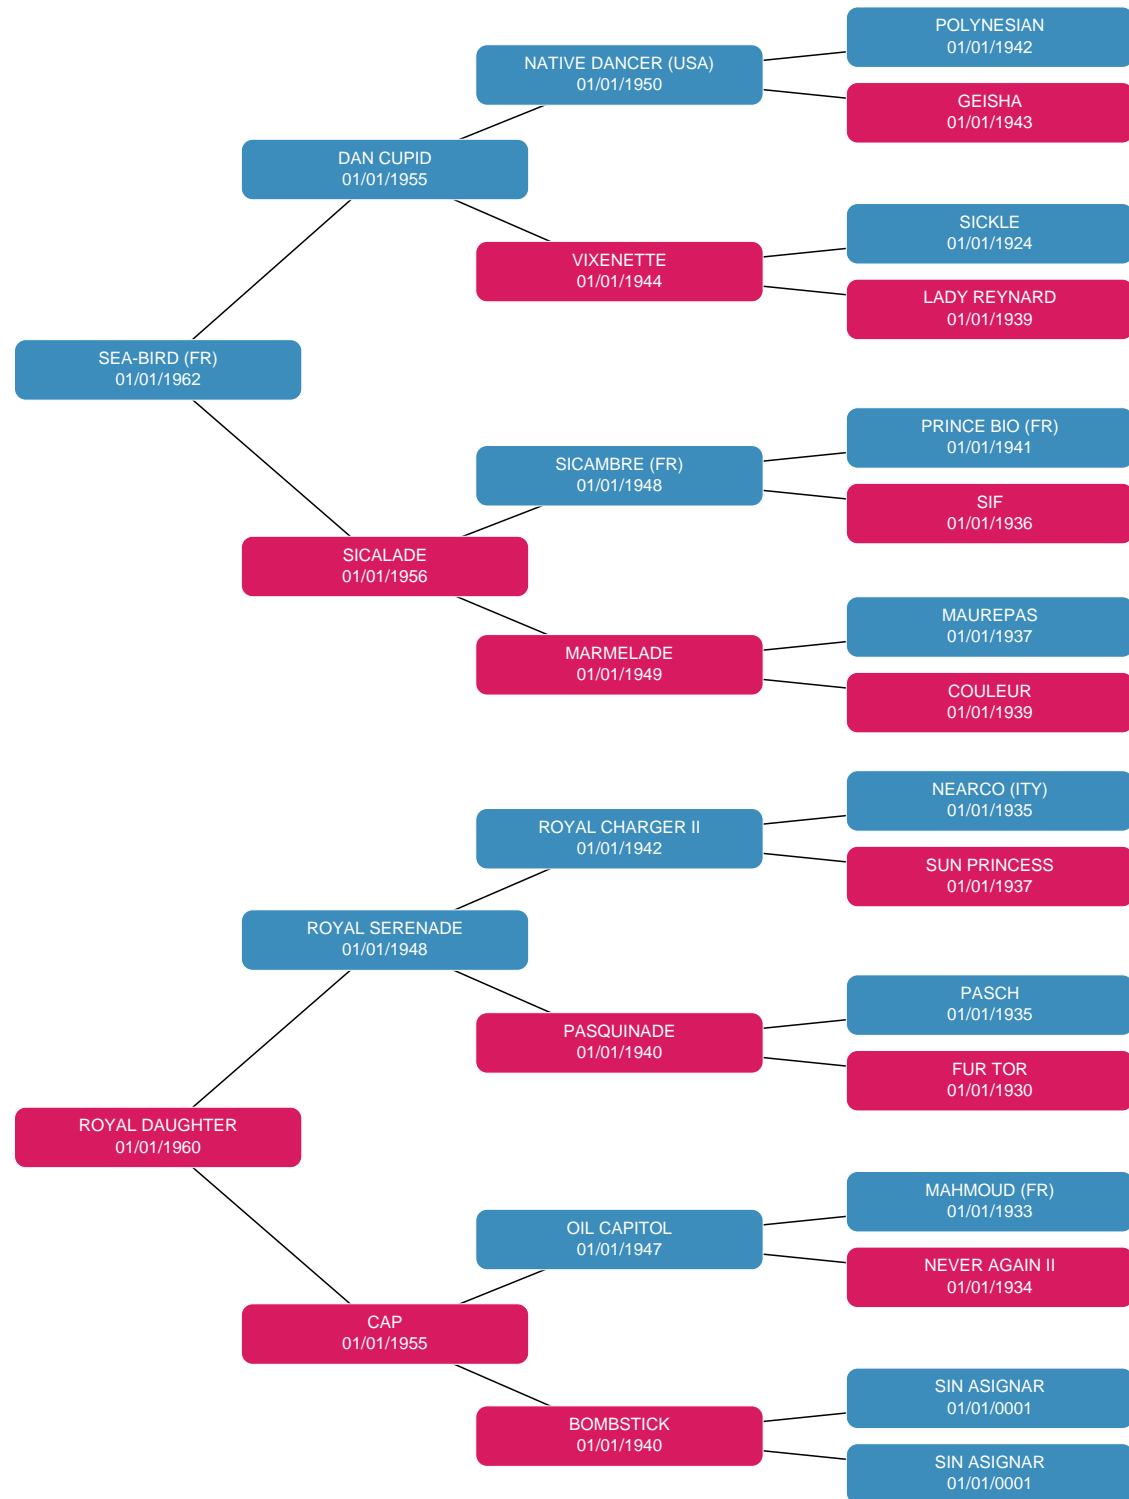 POLYNESIAN
01/01/1942
NATIVE DANCER (USA)
01/01/1950
GEISHA
01/01/1943
DAN CUPID
01/01/1955
SICKLE
01/01/1924
VIXENETTE
01/01/1944
LADY REYNARD
01/01/1939
SEA-BIRD (FR)
01/01/1962
PRINCE BIO (FR)
01/01/1941
SICAMBRE (FR)
01/01/1948
SIF
01/01/1936
SICALADE
01/01/1956
MAUREPAS
01/01/1937
MARMELADE
01/01/1949
COULEUR
01/01/1939
NEARCO (ITY)
01/01/1935
ROYAL CHARGER II
01/01/1942
SUN PRINCESS
01/01/1937
ROYAL SERENADE
01/01/1948
PASCH
01/01/1935
PASQUINADE
01/01/1940
FUR TOR
01/01/1930
ROYAL DAUGHTER
01/01/1960
MAHMOUD (FR)
01/01/1933
OIL CAPITOL
01/01/1947
NEVER AGAIN II
01/01/1934
CAP
01/01/1955
SIN ASIGNAR
01/01/0001
BOMBSTICK
01/01/1940
SIN ASIGNAR
01/01/0001